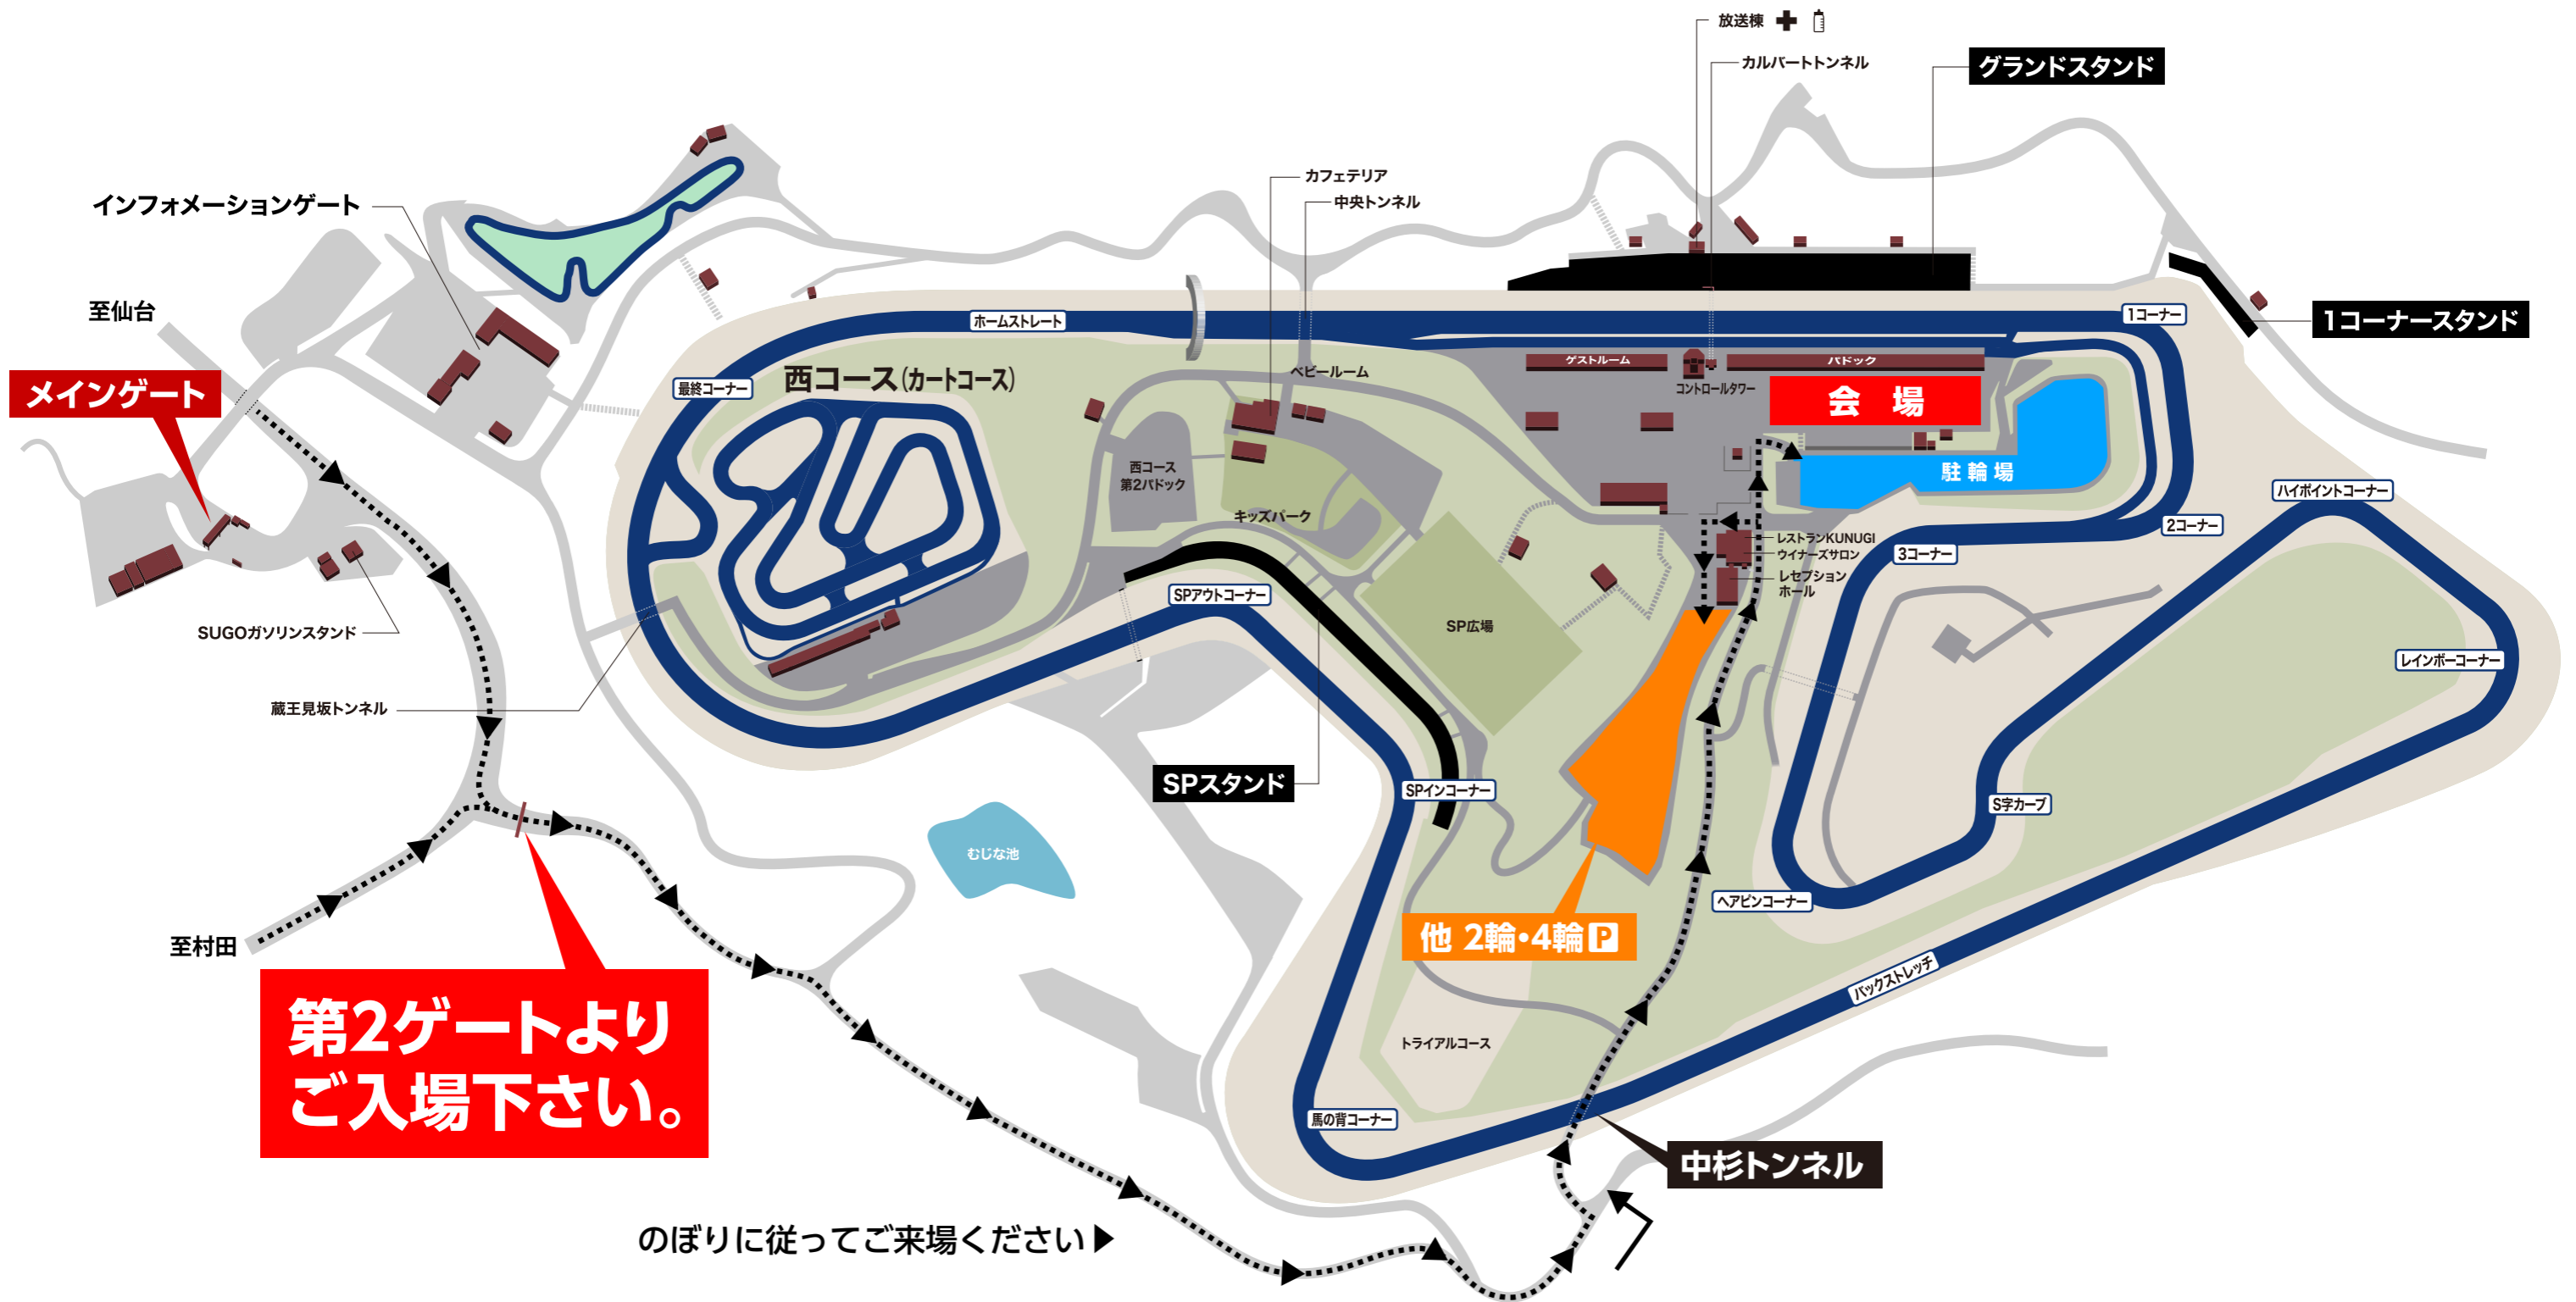 放送棟
カルバートトンネル
グランドスタンド
カフェテリア
中央トンネル
インフォメーションゲート
至仙台
ホームストレート
1コーナー
1コーナースタンド
ゲストルーム
パドック
コントロールタワー
会 場
メインゲート
最終コーナー
西コース(カートコース)
ベビールーム
西コース
第2パドック
キッズパーク
駐輪場
ハイポイントコーナー
2コーナー
3コーナー
レストランKUNUGI
ウイナーズサロン
レセプション
ホール
SPアウトコーナー
SP広場
SUGOガソリンスタンド
レインボーコーナー
蔵王見坂トンネル
SPスタンド
SPインコーナー
S字カーブ
むじな池
ヘアピンコーナー
他 2輪・4輪P
至村田
バックストレッチ
第2ゲートより
ご入場下さい。
トライアルコース
馬の背コーナー
中杉トンネル
のぼりに従ってご来場ください▶